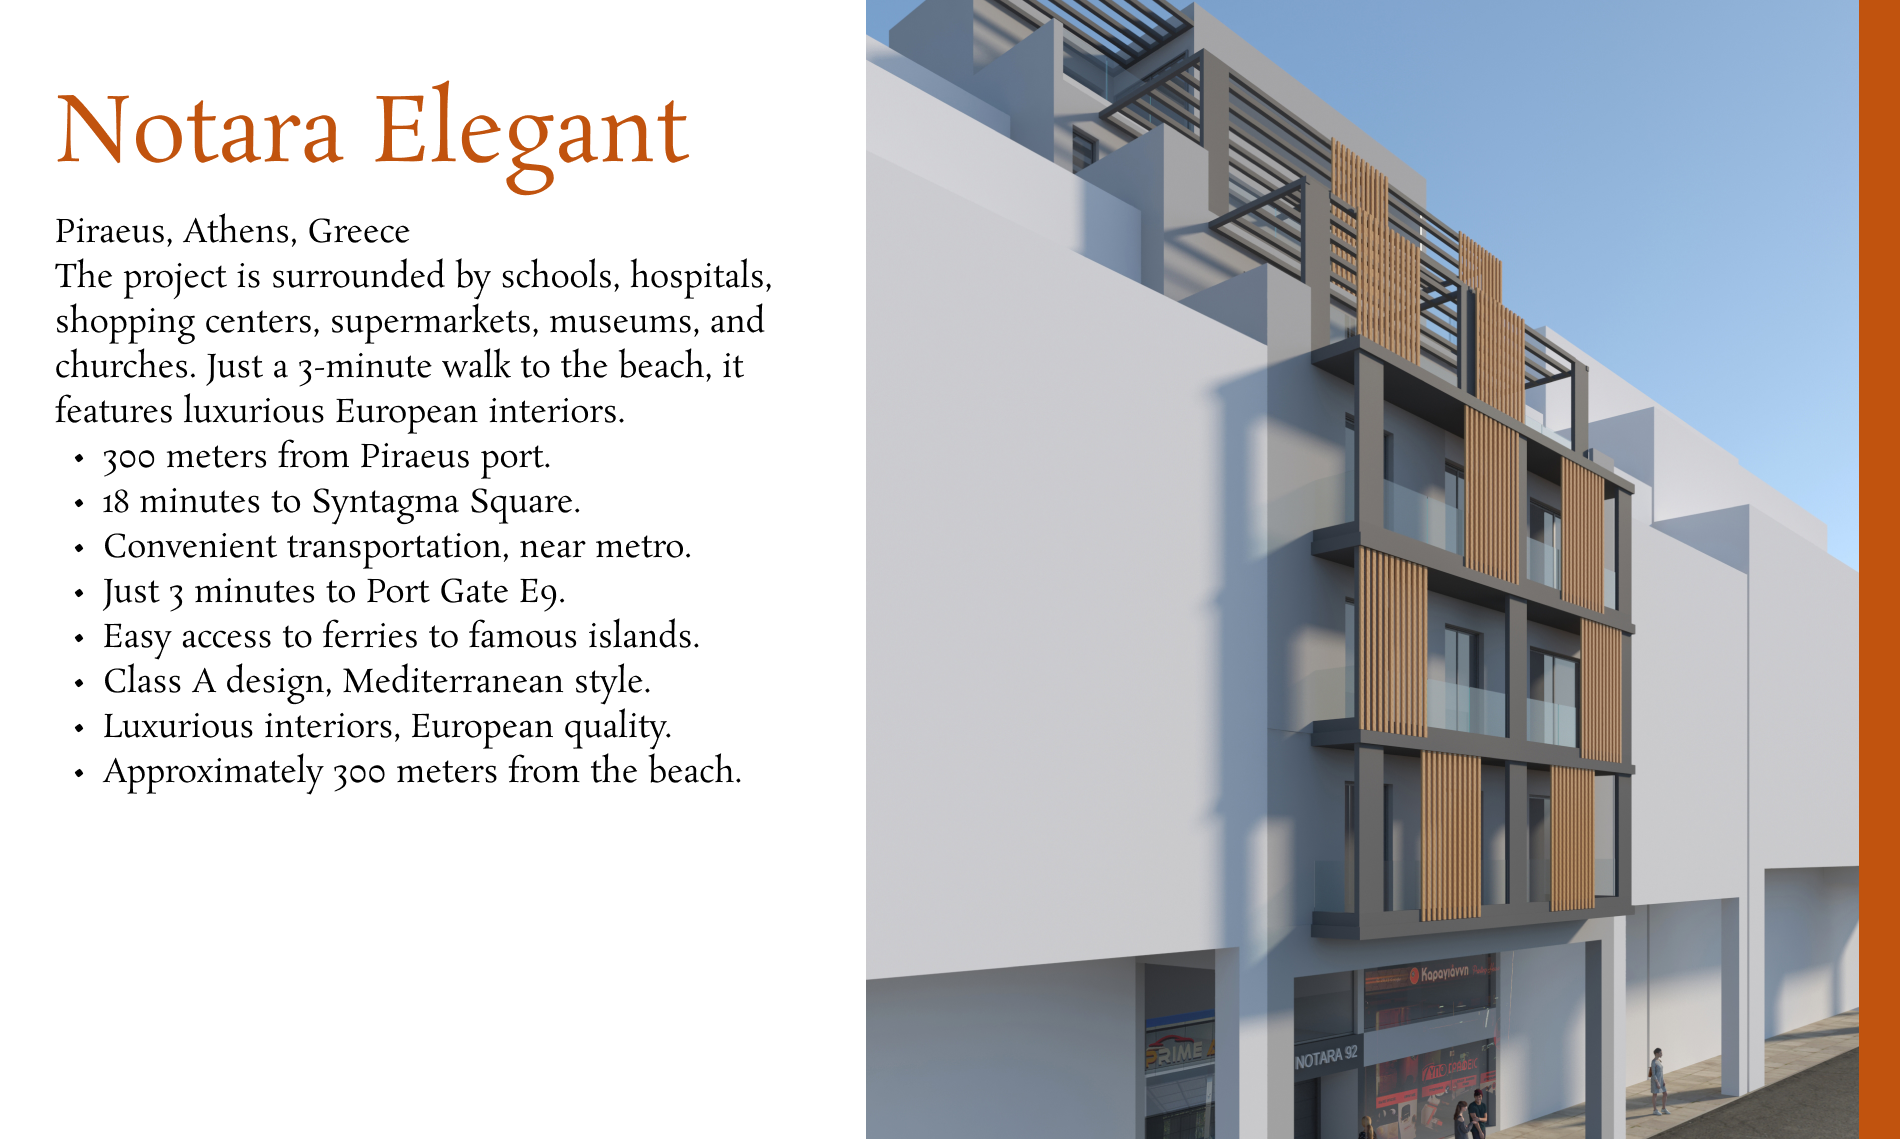 Notara Elegant
Piraeus, Athens, Greece
The project is surrounded by schools, hospitals,
shopping centers, supermarkets, museums, and
churches. Just a 3-minute walk to the beach, it
features luxurious European interiors.
• 300 meters from Piraeus port.
• 18 minutes to Syntagma Square.
• Convenient transportation, near metro.
• Just 3 minutes to Port Gate E9.
• Easy access to ferries to famous islands.
• Class A design, Mediterranean style.
• Luxurious interiors, European quality.
• Approximately 300 meters from the beach.
Καραγιάννη
PRIME
NOTARA 92